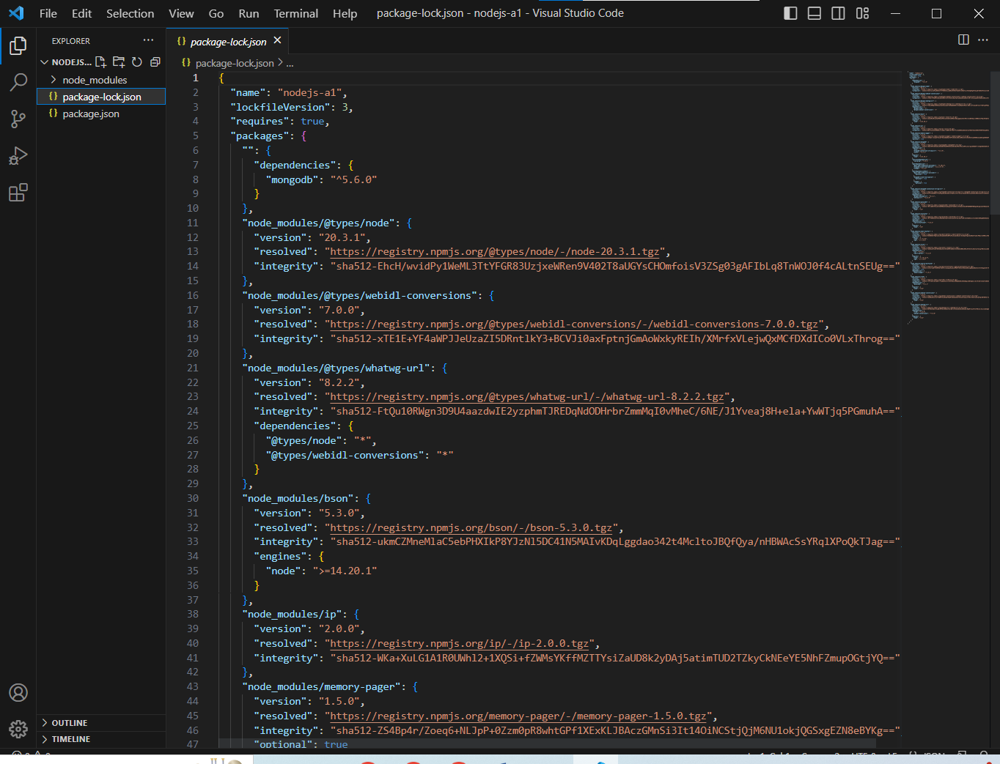 File Edit Selection View Go Run Terminal Help package-lock.json - nodejs-a1 - Visual Studio Code
EXPLORER
NODEJS...
node_modules
package-lock.json
package.json
OUTLINE
TIMELINE
package-lock.json
package-lock.json > ...
1 {
2 "name": "nodejs-a1",
3 "lockfileVersion": 3,
4 "requires": true,
5 "packages": {
6 "": {
7 "dependencies": {
8 "mongodb": "^5.6.0"
9 }
10 },
11 "node_modules/@types/node": {
12 "version": "20.3.1",
13 "resolved": "https://registry.npmjs.org/@types/node/-/node-20.3.1.tgz",
14 "integrity": "sha512-EhcH/wvidPy1WeML3TtYFGR83UzjxeWRen9V402T8aUGYsCHOmfoisV3ZSg03gAFIbLq8TnWOJ0f4cALtnSEUg=="
15 },
16 "node_modules/@types/webidl-conversions": {
17 "version": "7.0.0",
18 "resolved": "https://registry.npmjs.org/@types/webidl-conversions/-/webidl-conversions-7.0.0.tgz",
19 "integrity": "sha512-xTE1E+YF4aWPJJeUzaZI5DRntlkY3+BCVJi0axFptnjGmAoWxkyREIh/XMrfxVLejwQxMCfDXdICo0VLxThrog=="
20 },
21 "node_modules/@types/whatwg-url": {
22 "version": "8.2.2",
23 "resolved": "https://registry.npmjs.org/@types/whatwg-url/-/whatwg-url-8.2.2.tgz",
24 "integrity": "sha512-FtQu10RWgn3D9U4aazdwIE2yzphmTJREDqNdODHrbrZmmMqI0vMheC/6NE/J1Yveaj8H+ela+YwWTjq5PGmuhA==",
25 "dependencies": {
26 "@types/node": "*",
27 "@types/webidl-conversions": "*"
28 }
29 },
30 "node_modules/bson": {
31 "version": "5.3.0",
32 "resolved": "https://registry.npmjs.org/bson/-/bson-5.3.0.tgz",
33 "integrity": "sha512-ukmCZMneMlaC5ebPHXIkP8YJzNl5DC41N5MAIvKDqLggdao342t4McltoJBQfQya/nHBWAcSsYRqlXPoQkTJag==",
34 "engines": {
35 "node": ">=14.20.1"
36 }
37 },
38 "node_modules/ip": {
39 "version": "2.0.0",
40 "resolved": "https://registry.npmjs.org/ip/-/ip-2.0.0.tgz",
41 "integrity": "sha512-WKa+XuLG1A1R0UWhl2+1XQSi+fZWMsYKffMZTTYsiZaUD8k2yDAj5atimTUD2TZkyCkNEeYE5NhFZmupOGtjYQ=="
42 },
43 "node_modules/memory-pager": {
44 "version": "1.5.0",
45 "resolved": "https://registry.npmjs.org/memory-pager/-/memory-pager-1.5.0.tgz",
46 "integrity": "sha512-ZS4Bp4r/Zoeq6+NLJpP+0Zzm0pR8whtGPf1XExKLJBAczGMnSi3It14OiNCStjQjM6NU1okjQGSxgEZN8eBYKg==",
47 "optional": true